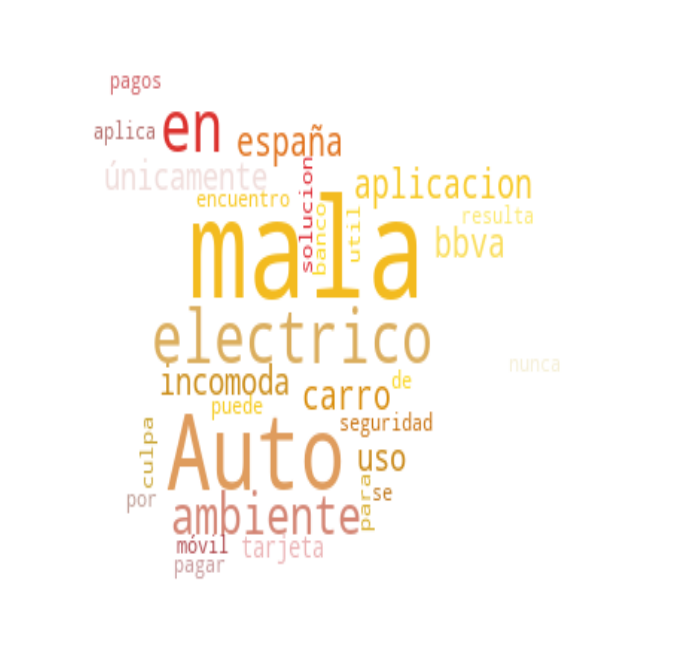 pagos
aplica
en
españa
únicamente
solucion
aplicacion
encuentro
banco
util
resulta
mala
bbva
electrico
nunca
incomoda
carro
de
puede
culpa
Auto
seguridad
uso
por
para
se
ambiente
móvil
tarjeta
pagar